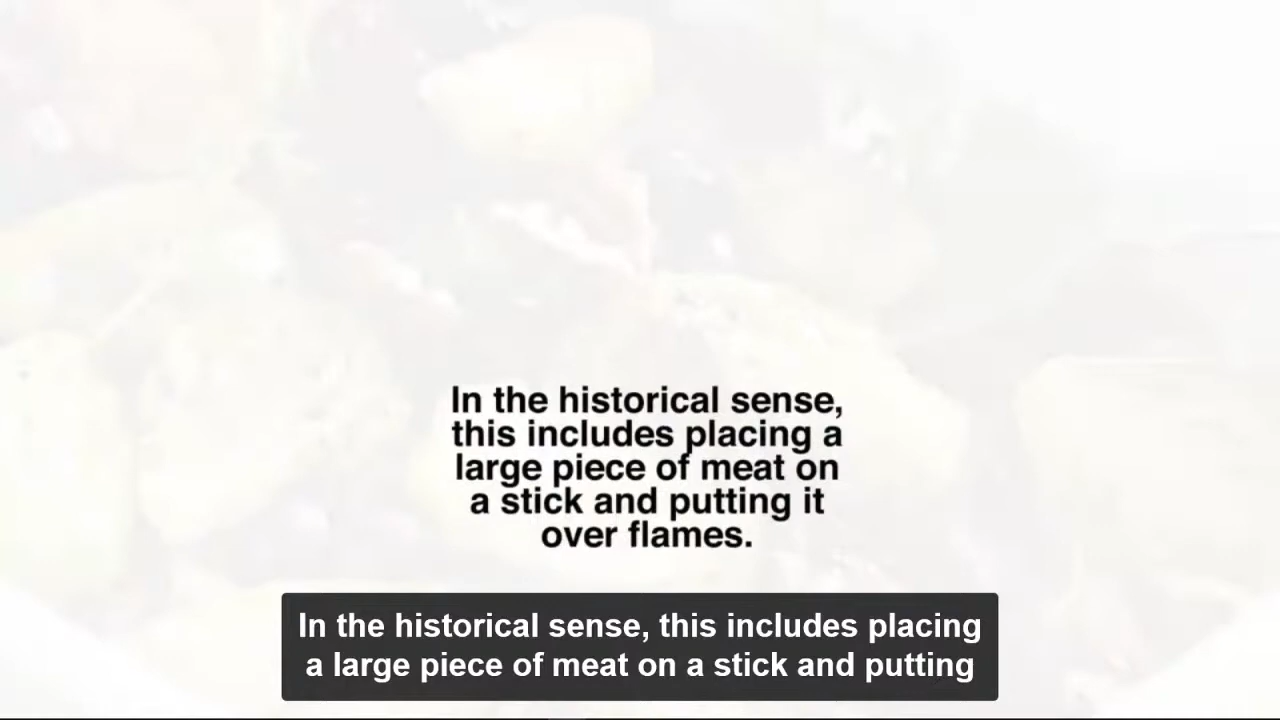 In the historical sense,
this includes placing a
large piece of meat on
a stick and putting it
over flames.
In the historical sense, this includes placing
a large piece of meat on a stick and putting